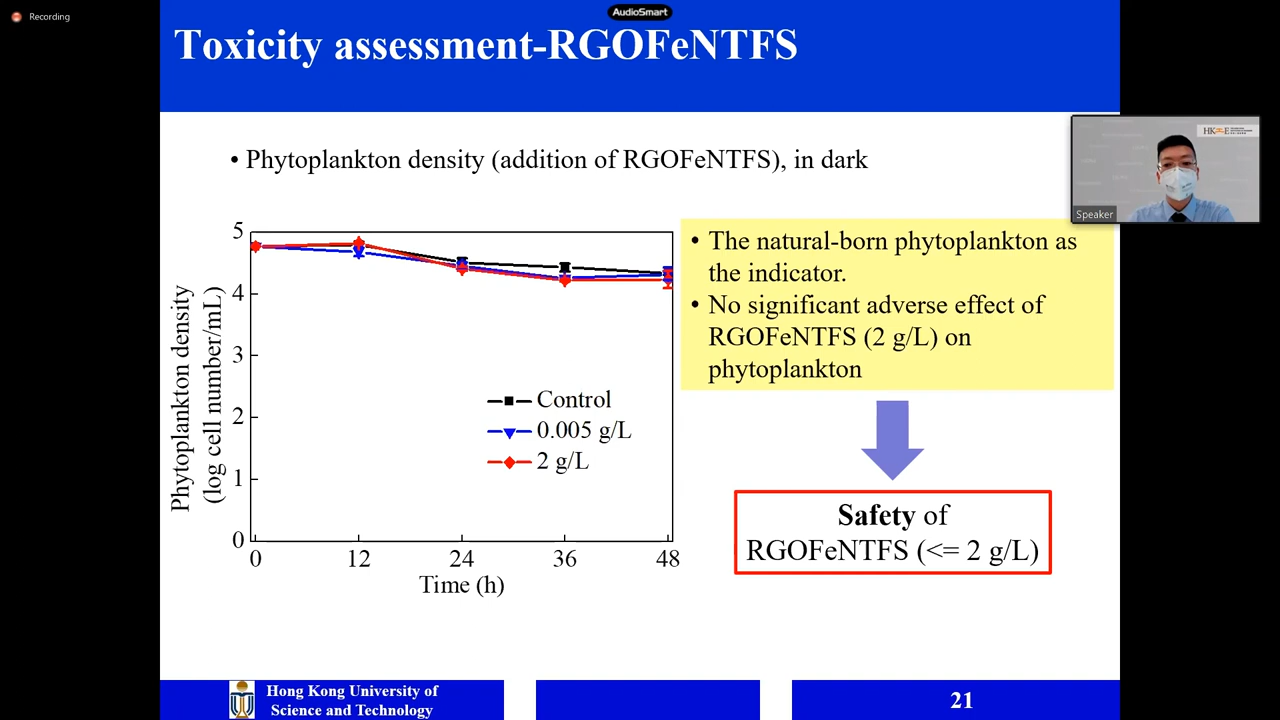 Recording
AudioSmart
Toxicity assessment-RGOFeNTFS
• Phytoplankton density (addition of RGOFeNTFS), in dark
Speaker
5
4
3
2
1
0
Phytoplankton density
(log cell number/mL)
Control
0.005 g/L
2 g/L
0 12 24 36 48
Time (h)
• The natural-born phytoplankton as
the indicator.
• No significant adverse effect of
RGOFeNTFS (2 g/L) on
phytoplankton
Safety of
RGOFeNTFS (<= 2 g/L)
Hong Kong University of
Science and Technology
21